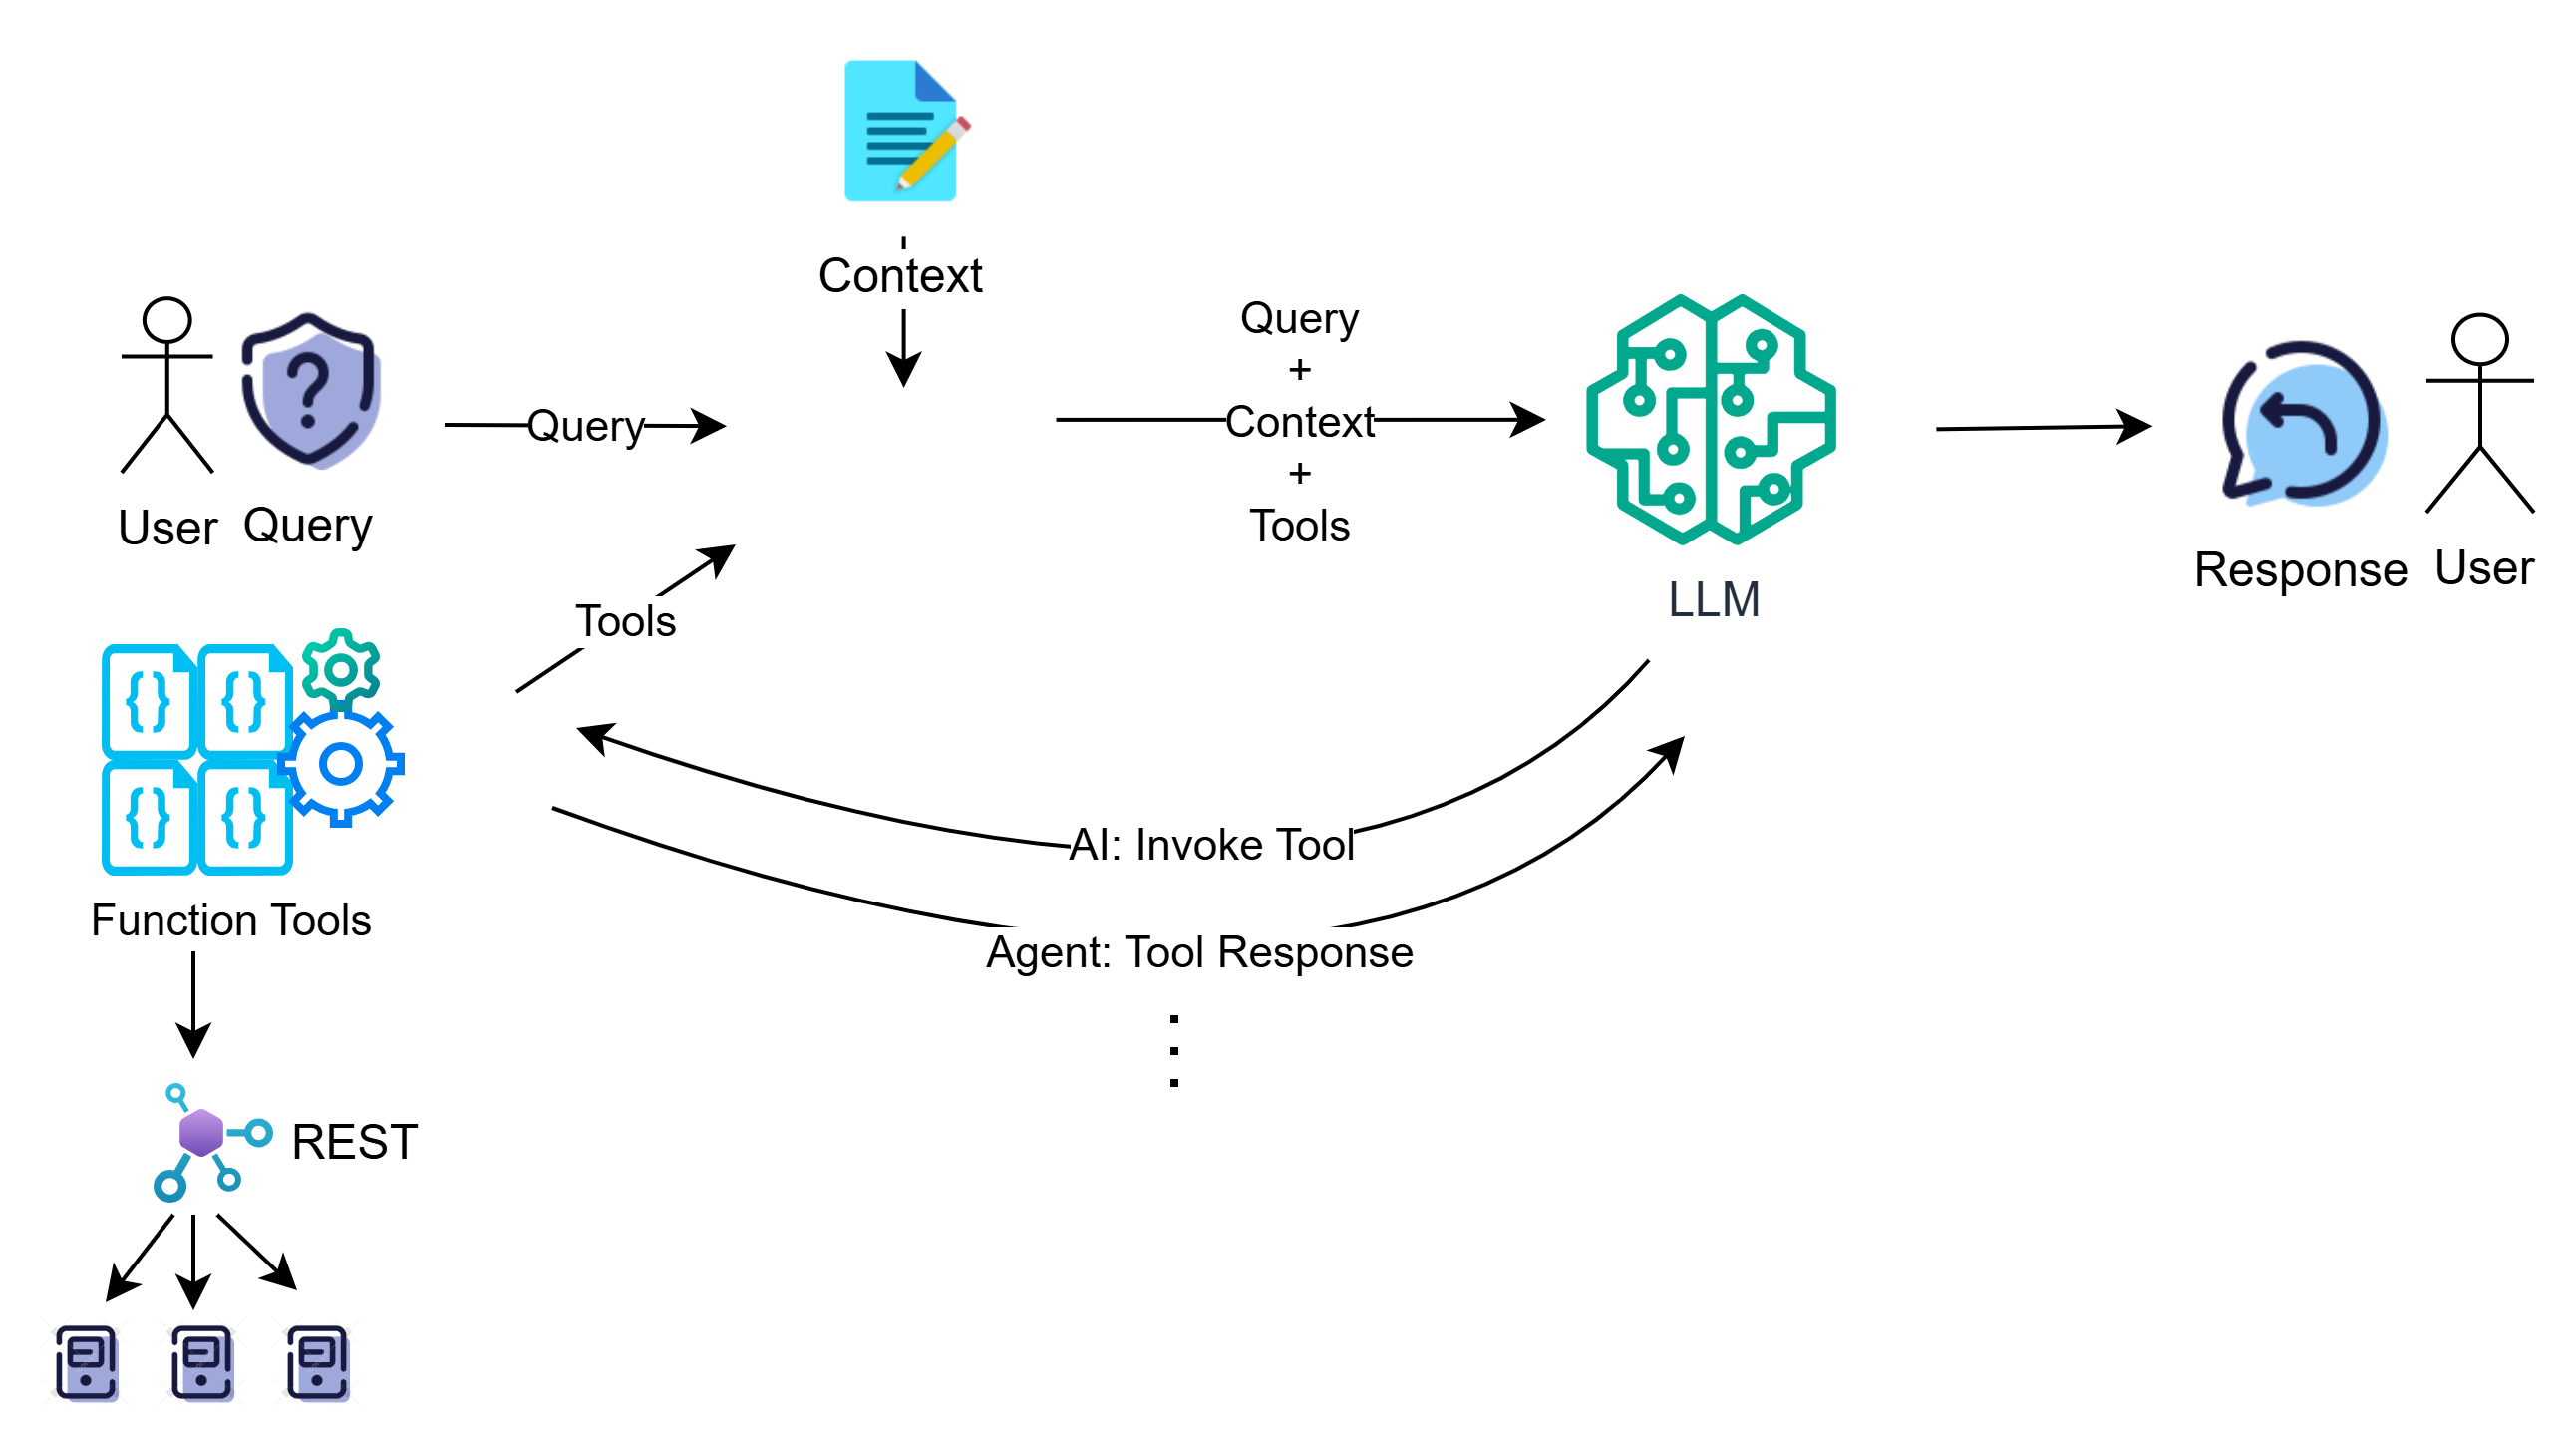 Context
Query
+
Context
+
Tools
Query
User
Query
Response
User
LLM
Tools
AI: Invoke Tool
Function Tools
Agent: Tool Response
REST